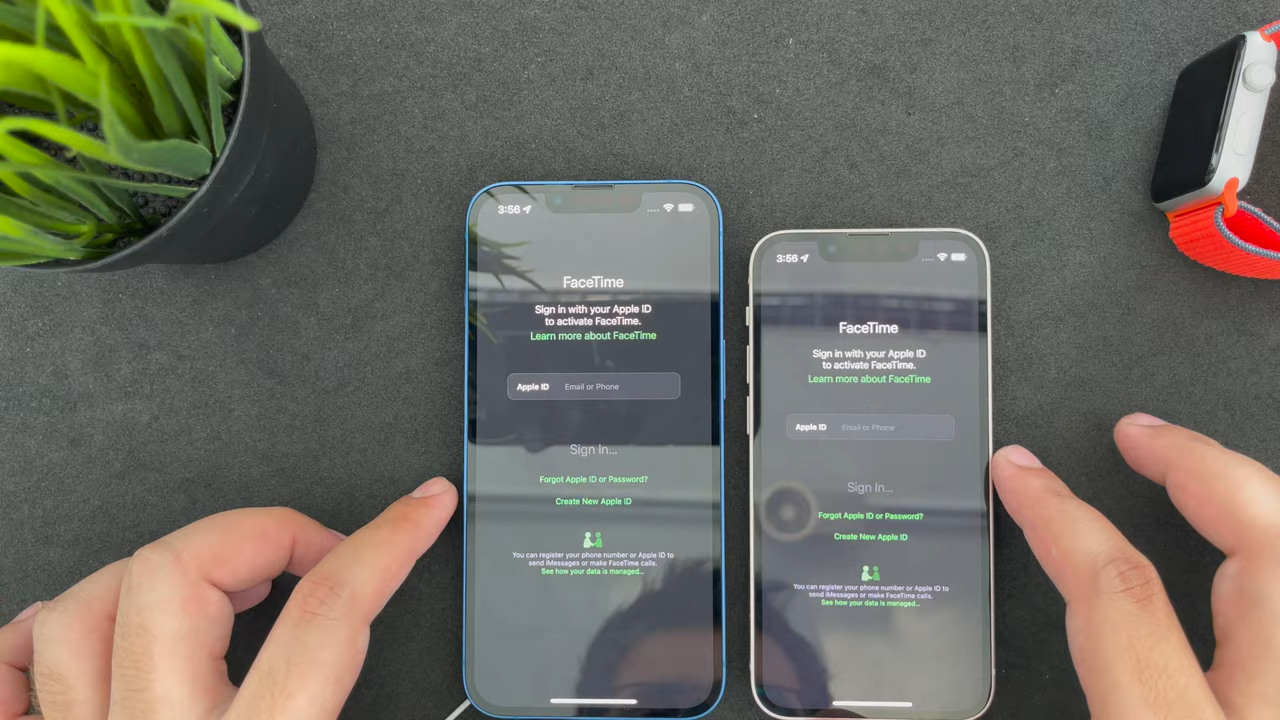 3:56
FaceTime
Sign in with your Apple ID
to activate FaceTime.
Learn more about FaceTime
Apple ID Email or Phone
Sign In...
Forgot Apple ID or Password?
Create New Apple ID
You can register your phone number or Apple ID to
send iMessages or make FaceTime calls.
See how your data is managed...
3:56
FaceTime
Sign in with your Apple ID
to activate FaceTime.
Learn more about FaceTime
Apple ID Email or Phone
Sign In...
Forgot Apple ID or Password?
Create New Apple ID
You can register your phone number or Apple ID to
send iMessages or make FaceTime calls.
See how your data is managed...